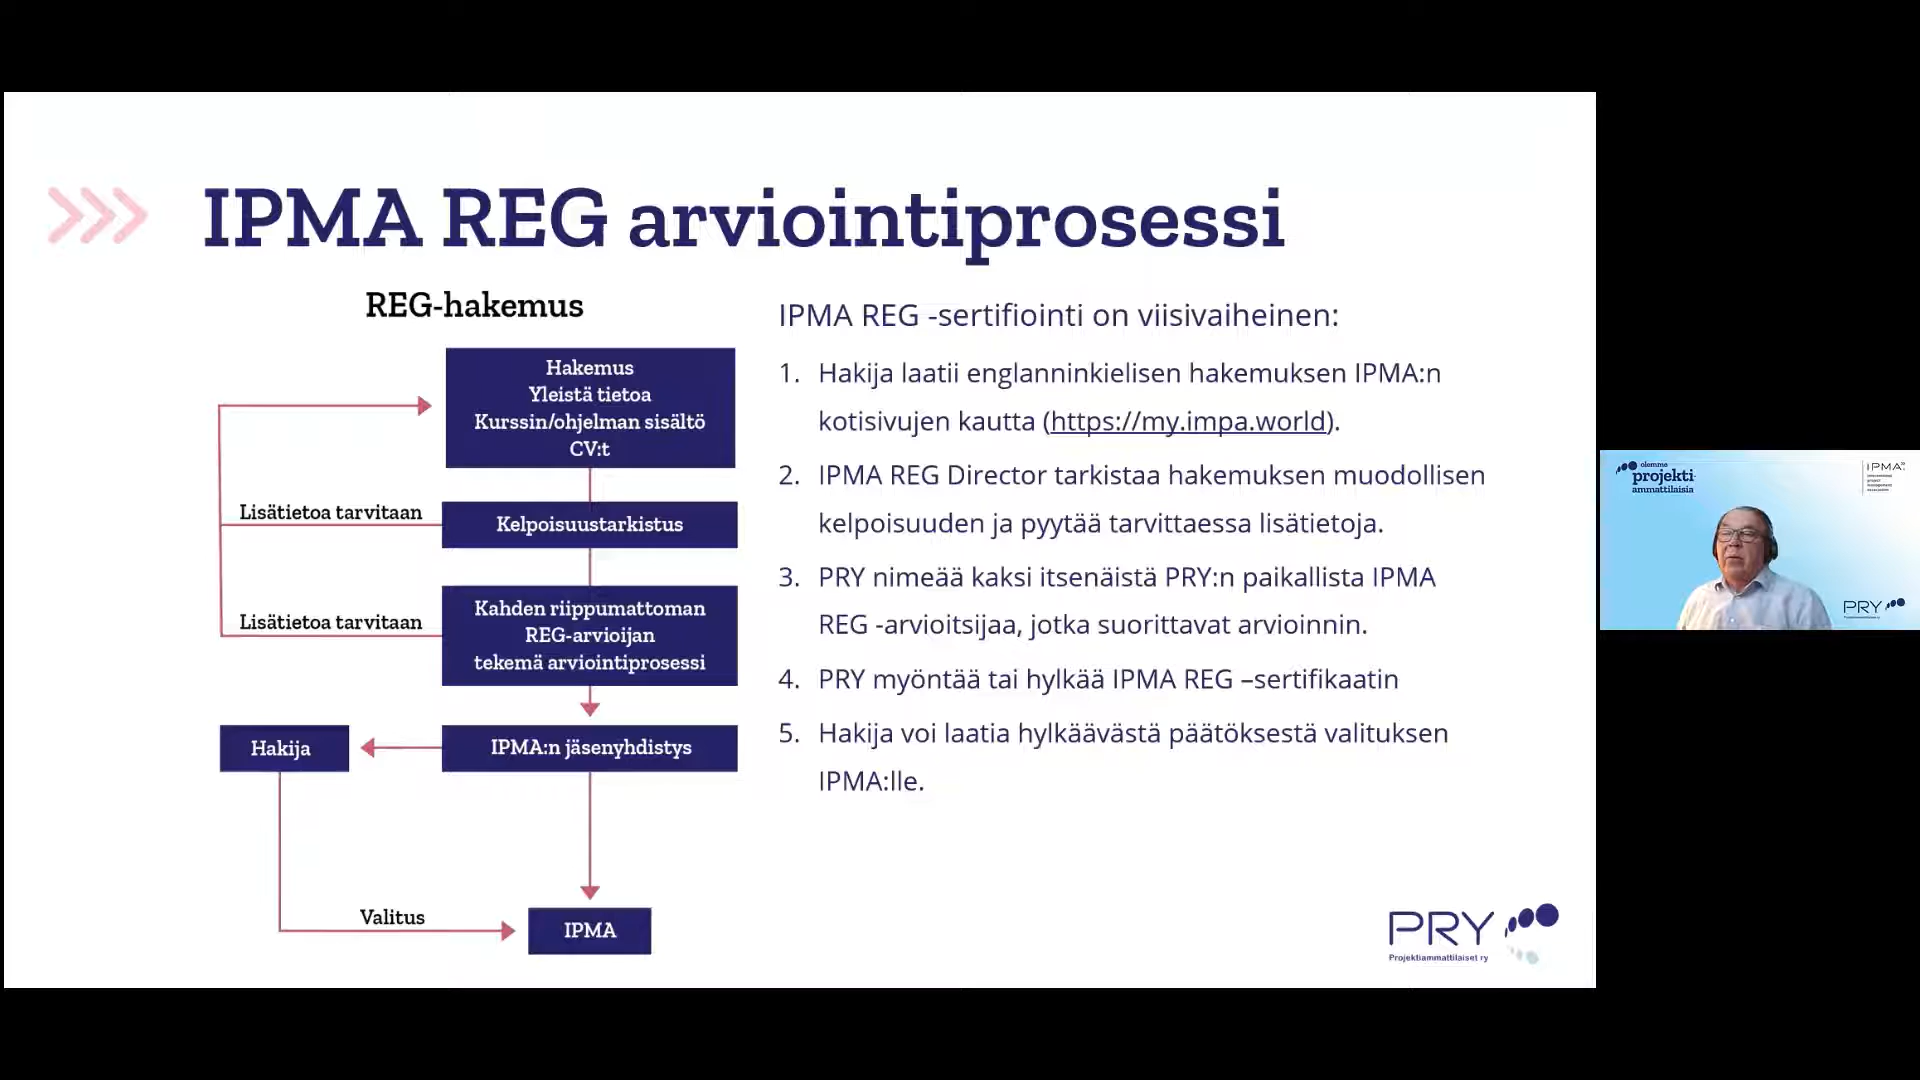 IPMA REG arviointiprosessi
REG-hakemus
Hakemus
Yleistä tietoa
Kurssin/ohjelman sisältö
CV:t
Lisätietoa tarvitaan
Kelpoisuustarkistus
Lisätietoa tarvitaan
Kahden riippumattoman
REG-arvioijan
tekemä arviointiprosessi
Hakija
IPMA:n jäsenyhdistys
Valitus
IPMA
IPMA REG -sertifiointi on viisivaiheinen:
1. Hakija laatii englanninkielisen hakemuksen IPMA:n
kotisivujen kautta (https://my.impa.world).
2. IPMA REG Director tarkistaa hakemuksen muodollisen
kelpoisuuden ja pyytää tarvittaessa lisätietoja.
3. PRY nimeää kaksi itsenäistä PRY:n paikallista IPMA
REG -arvioitsijaa, jotka suorittavat arvioinnin.
4. PRY myöntää tai hylkää IPMA REG –sertifikaatin
5. Hakija voi laatia hylkäävästä päätöksestä valituksen
IPMA:lle.
PRY
Projektiammattilaiset ry
olemme
projekti-
ammattilaisia
IPMA
PRY